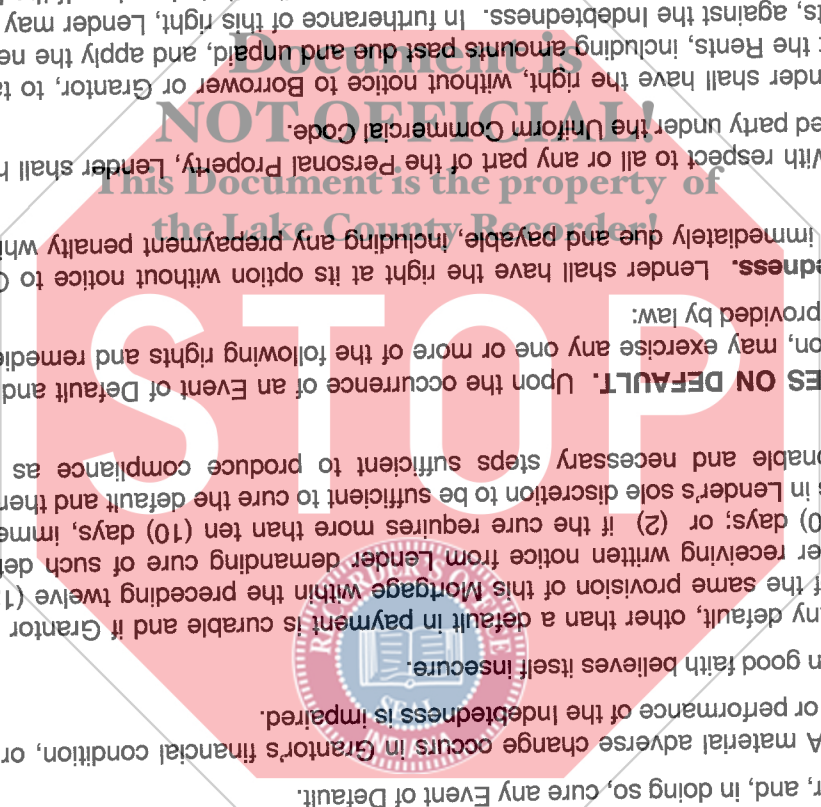 r, and, in doing so, cure any Event of Default.
A material adverse change occurs in Grantor's financial condition, or
or performance of the Indebtedness is impaired.
n good faith believes itself insecure.
ny default, other than a default in payment is curable and if Grantor
f the same provision of this Mortgage within the preceding twelve (1
er receiving written notice from Lender demanding cure of such def
0) days; or (2) if the cure requires more than ten (10) days, imme
s in Lender's sole discretion to be sufficient to cure the default and ther
onable and necessary steps sufficient to produce compliance as
ES ON DEFAULT. Upon the occurrence of an Event of Default and
on, may exercise any one or more of the following rights and remedie
provided by law:
edness. Lender shall have the right at its option without notice to
immediately due and payable, including any prepayment penalty whi
With respect to all or any part of the Personal Property, Lender shall h
ed party under the Uniform Commercial Code.
nder shall have the right, without notice to Borrower or Grantor, to ta
t the Rents, including amounts past due and unpaid, and apply the ne
ts, against the Indebtedness. In furtherance of this right, Lender may
Document is
NOT OFFICIAL!
This Document is the property of
the Lake County Recorder!
STOP
RECORDER'S OFFICE
SEAL
INDIANA